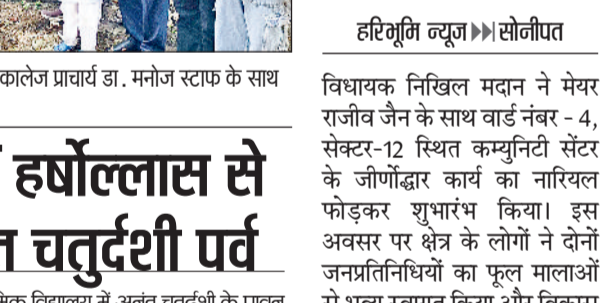 कालेज प्राचार्य डा. मनोज स्टाफ के साथ
हर्षोल्लास से
चतुर्दशी पर्व
हरिभूमि न्यूज▶▶सोनीपत
विधायक निखिल मदान ने मेयर
राजीव जैन के साथ वार्ड नंबर - 4,
सेक्टर-12 स्थित कम्युनिटी सेंटर
के जीर्णोद्धार कार्य का नारियल
फोड़कर शुभारंभ किया। इस
अवसर पर क्षेत्र के लोगों ने दोनों
जनप्रतिनिधियों का फूल मालाओं